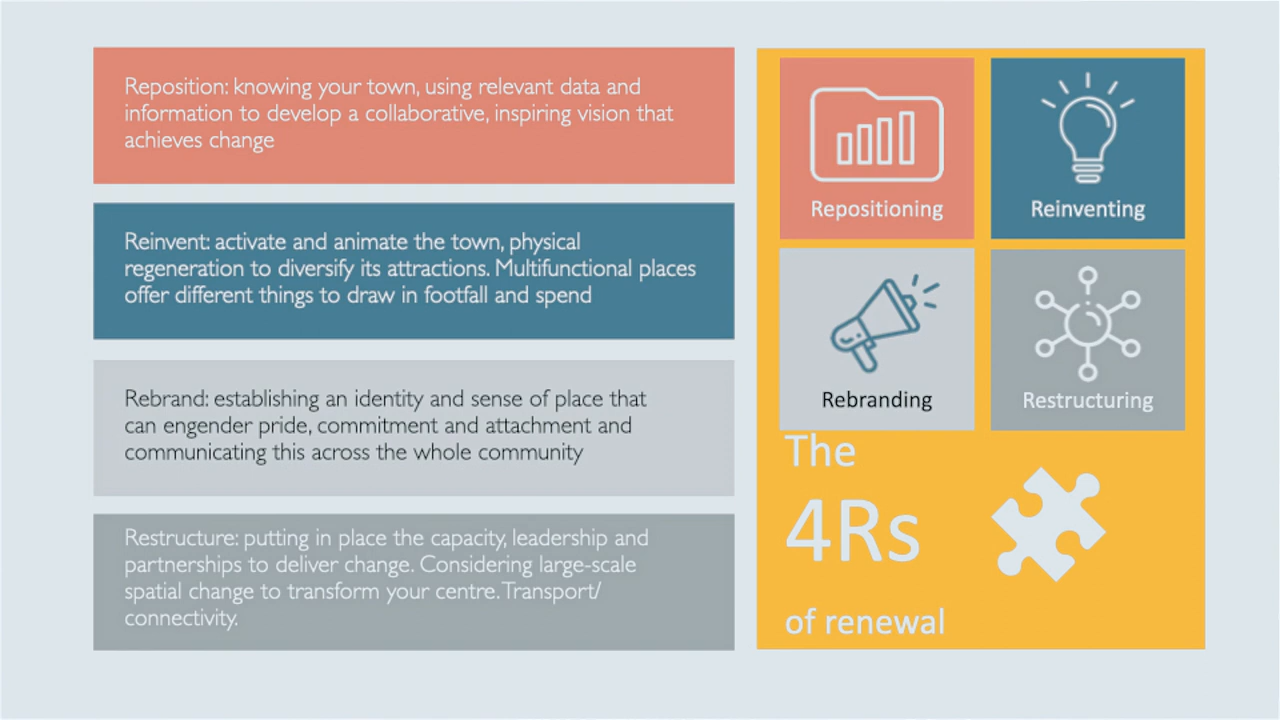 Reposition: knowing your town, using relevant data and
information to develop a collaborative, inspiring vision that
achieves change
Reinvent: activate and animate the town, physical
regeneration to diversify its attractions. Multifunctional places
offer different things to draw in footfall and spend
Rebrand: establishing an identity and sense of place that
can engender pride, commitment and attachment and
communicating this across the whole community
Restructure: putting in place the capacity, leadership and
partnerships to deliver change. Considering large-scale
spatial change to transform your centre. Transport/
connectivity.
Repositioning
Reinventing
Rebranding
Restructuring
The
4Rs
of renewal